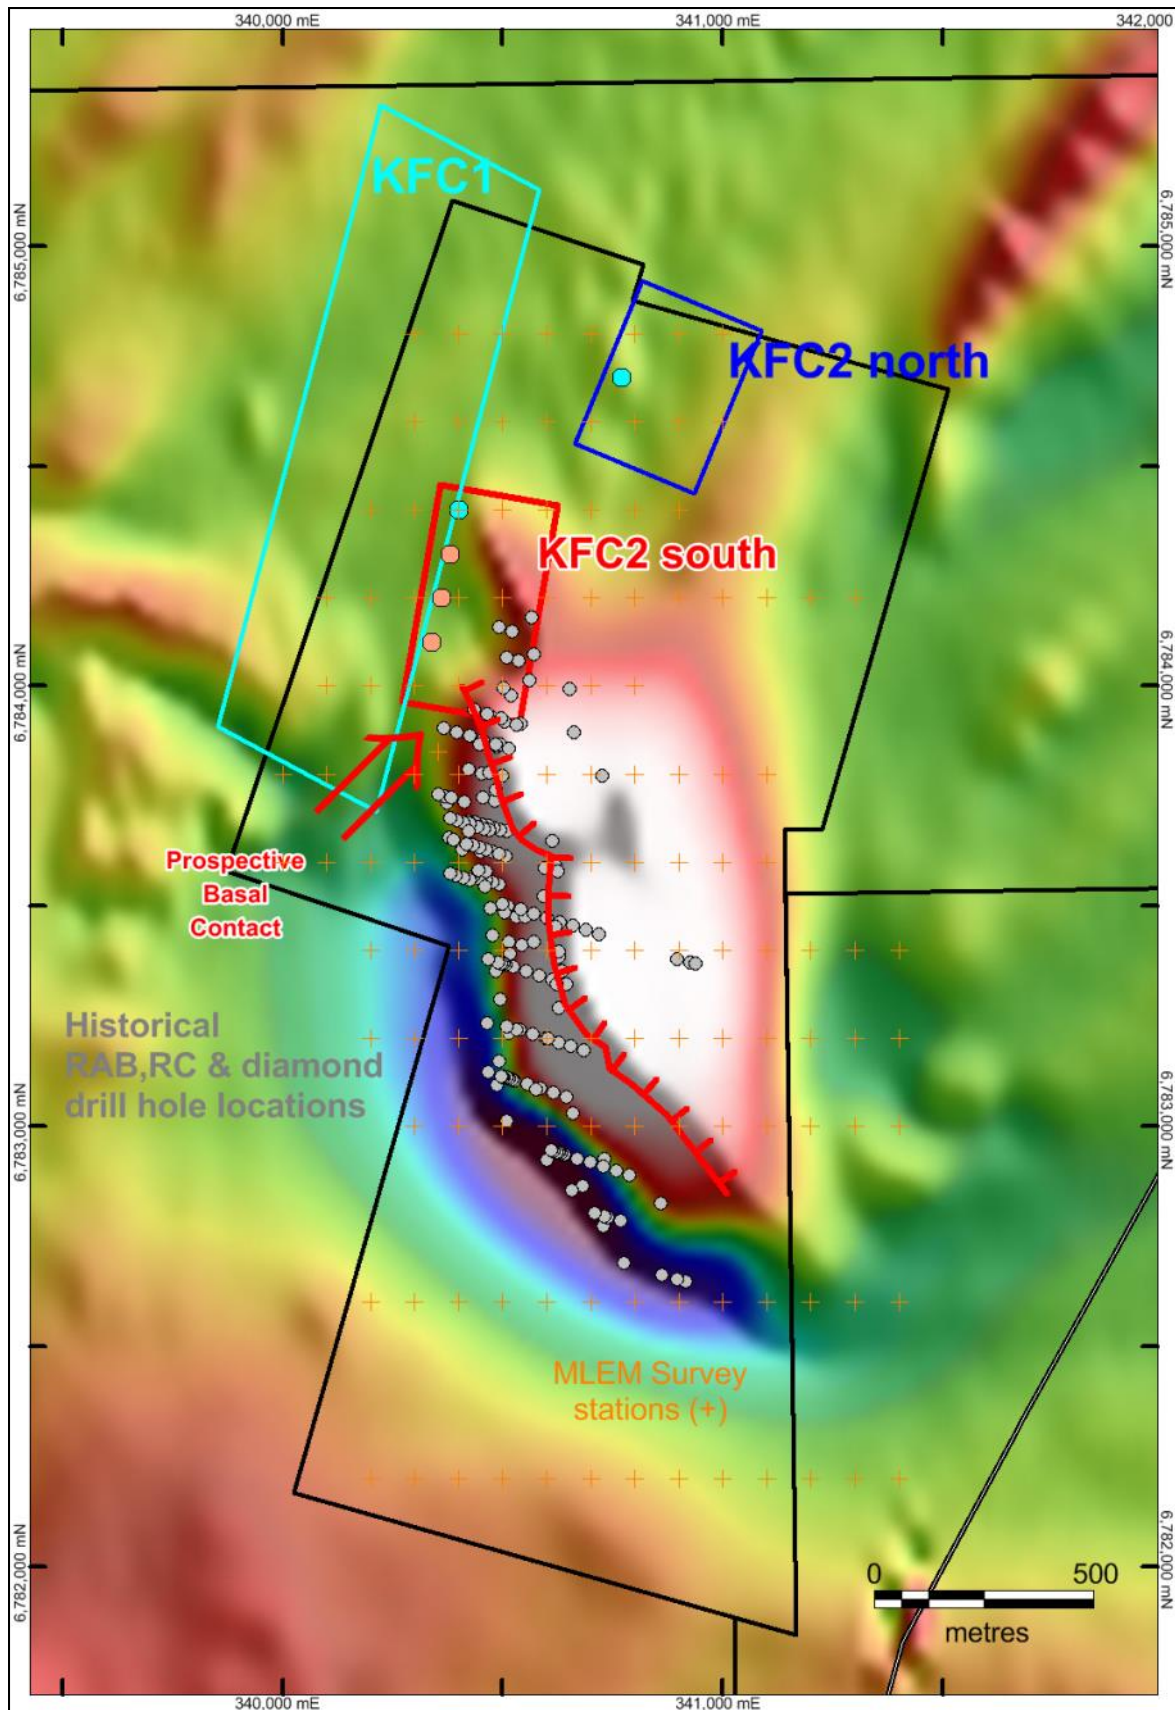 340,000 mE
341,000 mE
342,000
KFC1
6,785,000 mN
6,785,000 mN
KFC2 north
KFC2 south
6,784,000 mN
6,784,000 mN
Prospective
Basal
Contact
Historical
RAB,RC & diamond
drill hole locations
6,783,000 mN
6,783,000 mN
MLEM Survey
stations (+)
6,782,000 mN
6,782,000 mN
0 500
metres
340,000 mE
341,000 mE